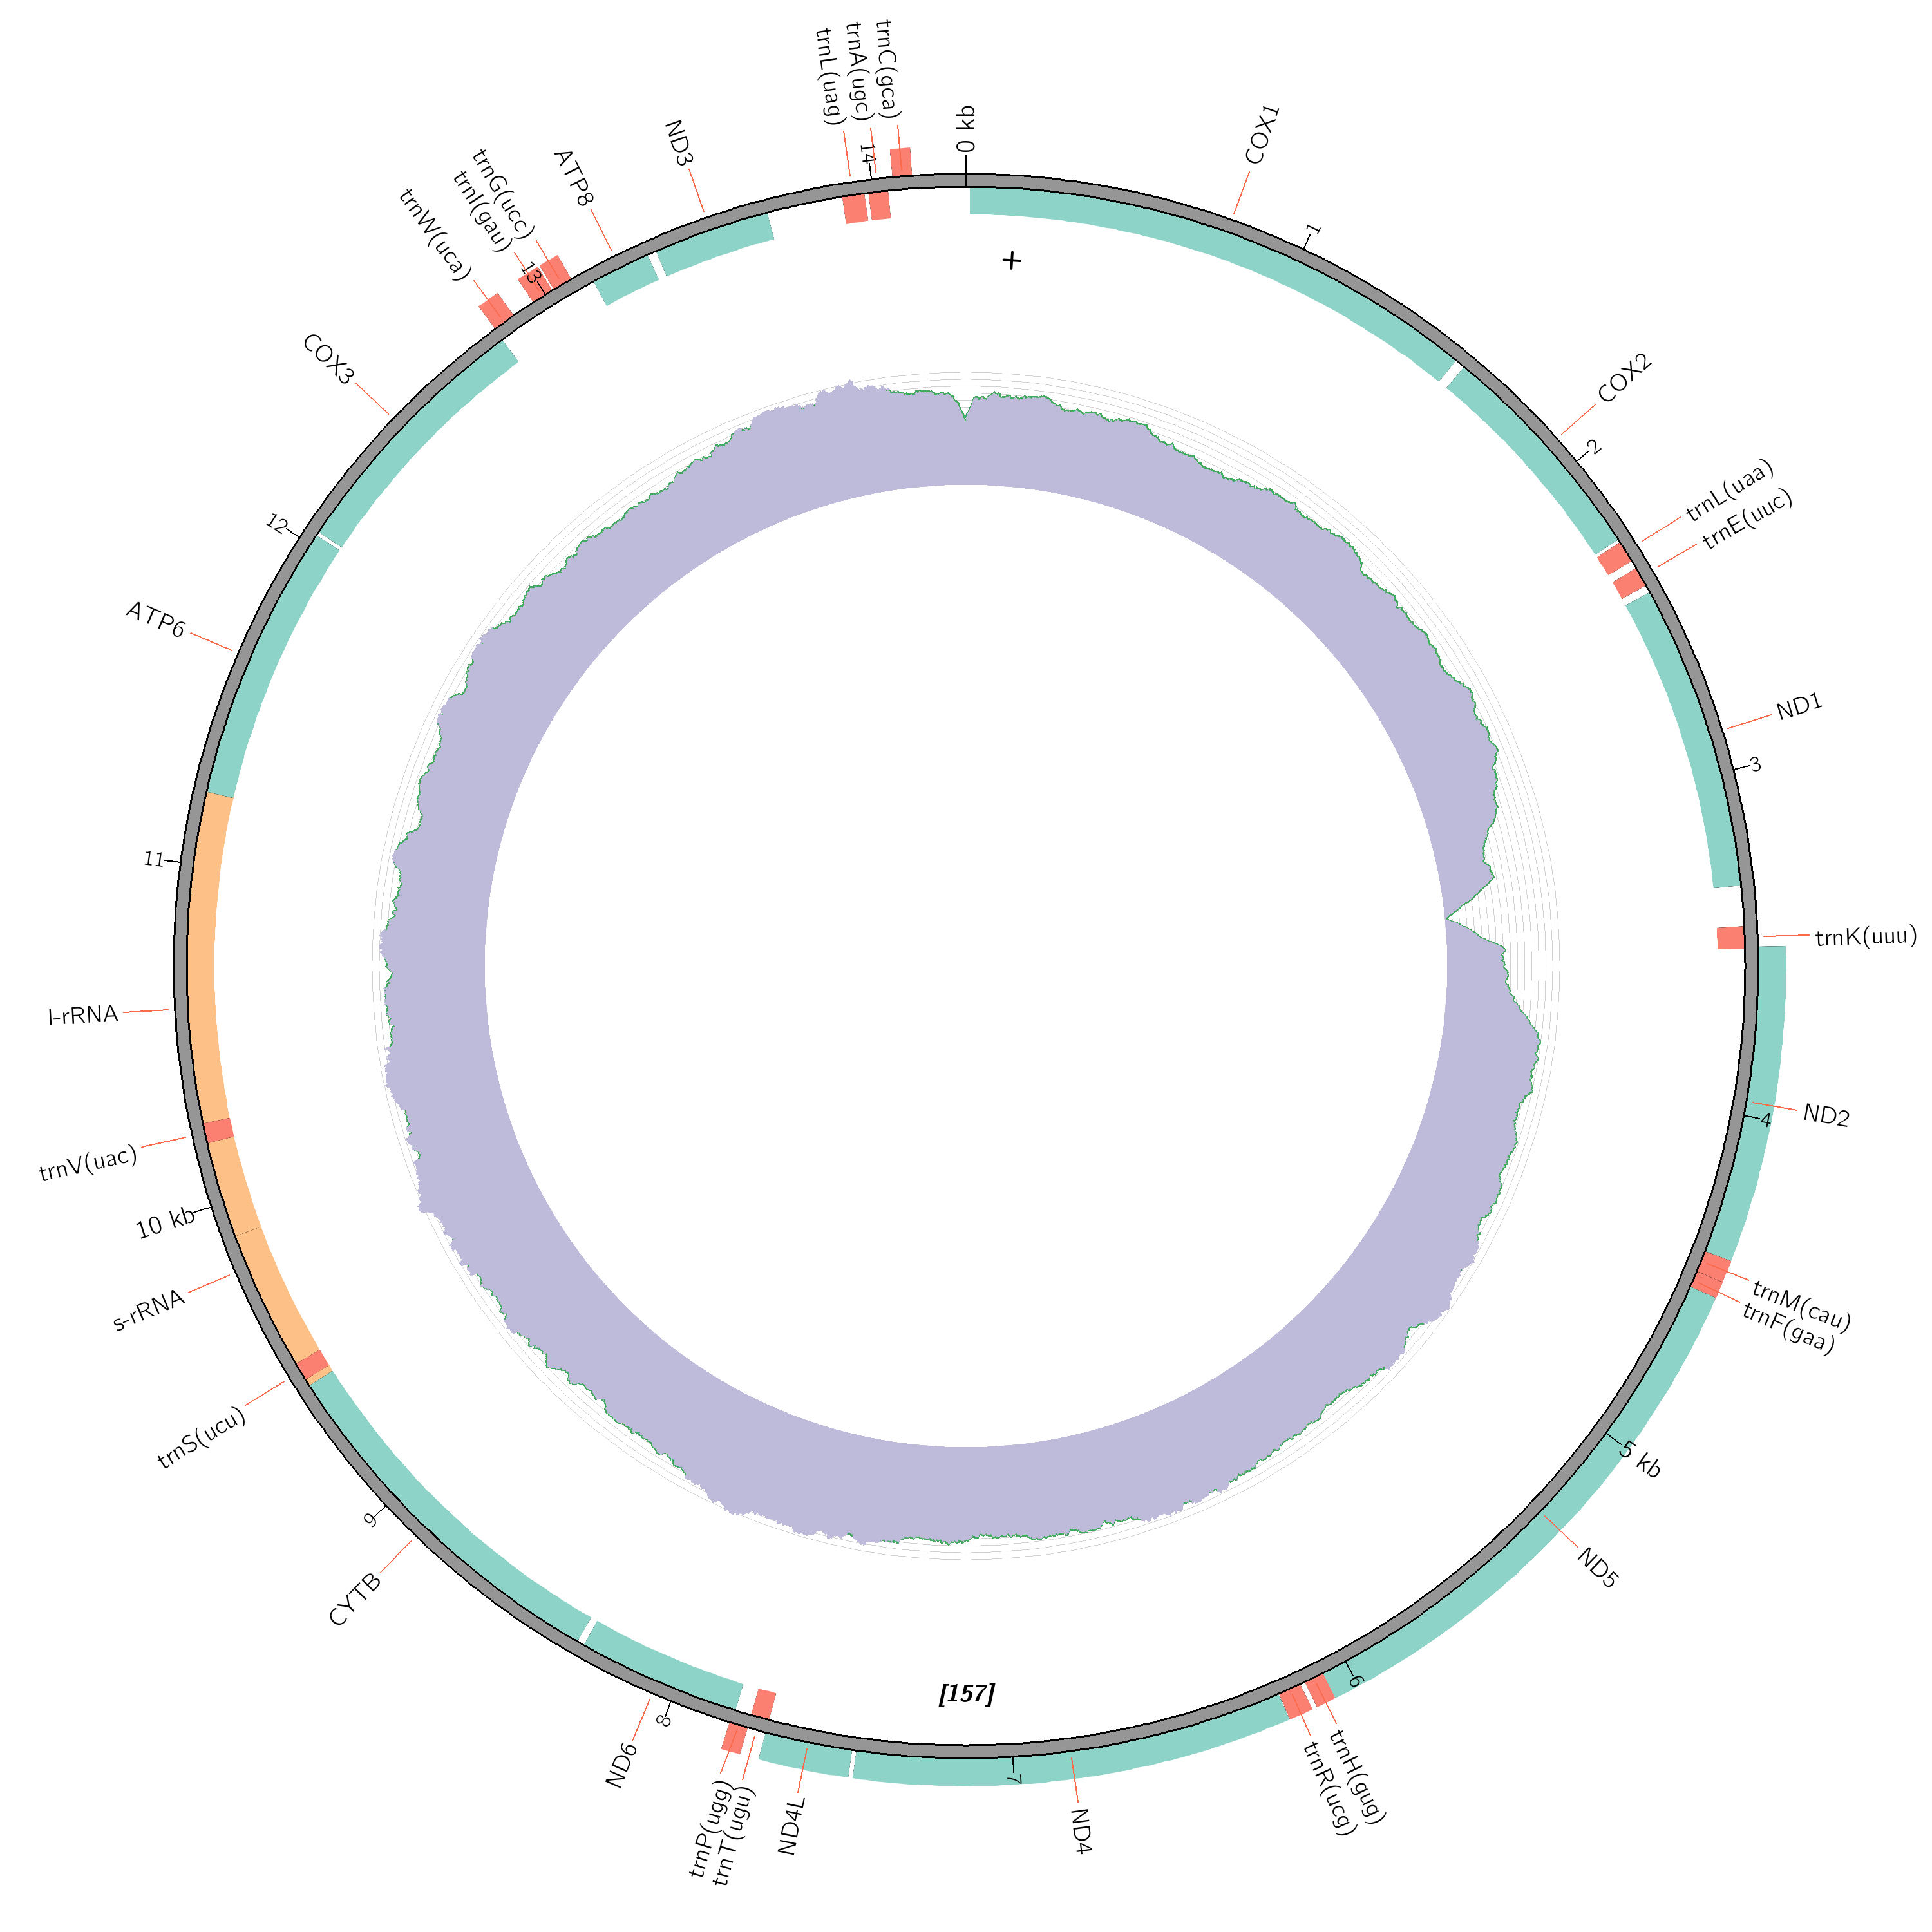 0 kb
COX1
1
COX2
2
trnL(uaa)
trnE(uuc)
ND1
3
trnK(uuu)
ND2
4
trnM(cau)
trnF(gaa)
5 kb
ND5
6
trnH(gug)
trnR(ucg)
ND4
7
ND4L
trnT(ugu)
trnP(ugg)
8
ND6
CYTB
9
trnS(ucu)
s-rRNA
10 kb
trnV(uac)
l-rRNA
11
ATP6
12
COX3
trnW(uca)
13
trnI(gau)
trnG(ucc)
ATP8
ND3
trnL(uag)
trnA(ugc)
14
trnC(gca)
+
[157]